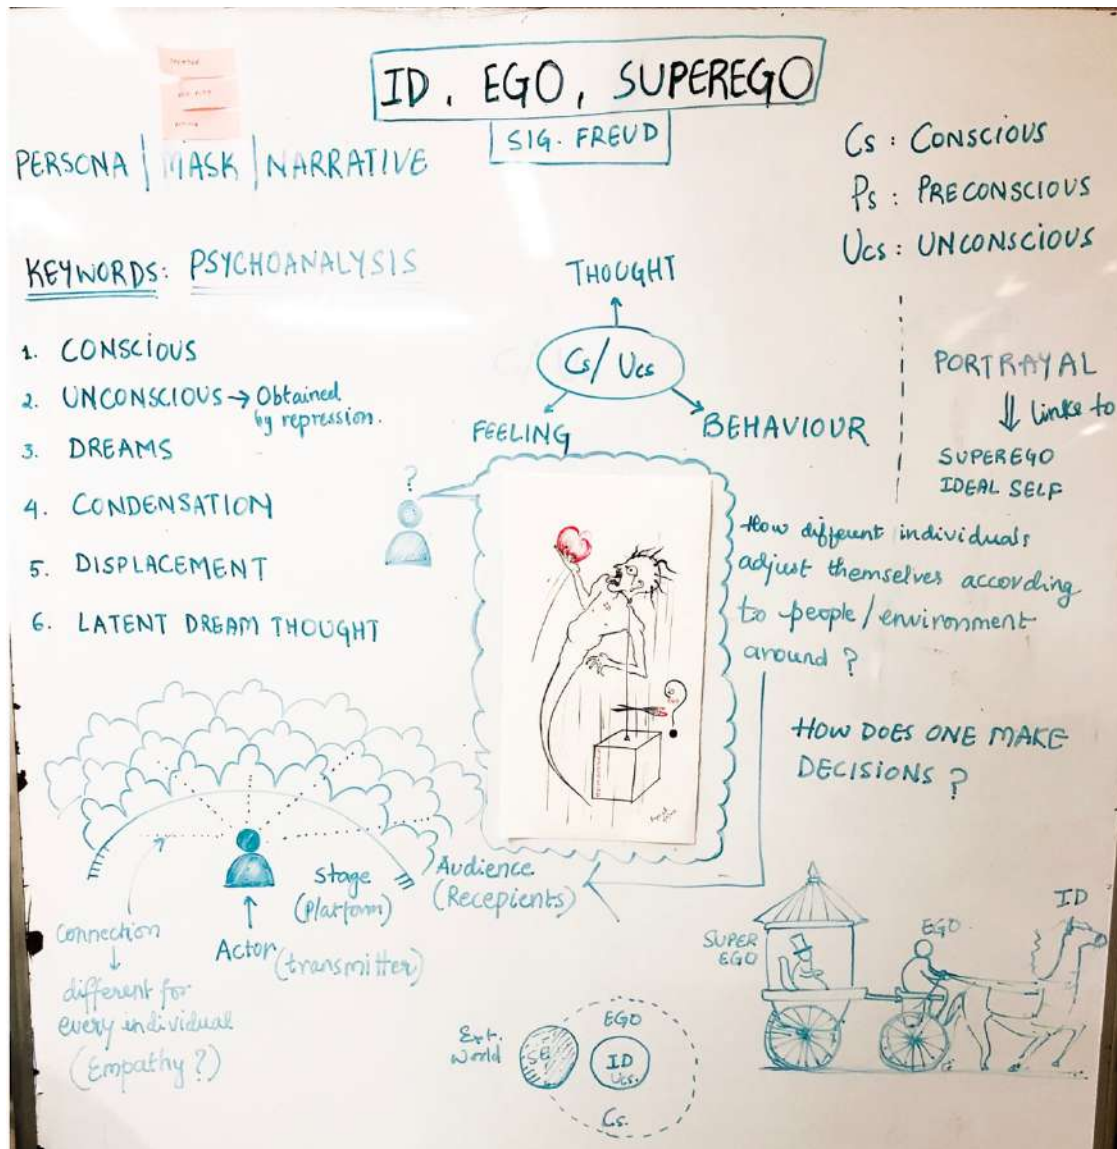 ID, EGO, SUPEREGO
SIG. FREUD
PERSONA | MASK | NARRATIVE
Cs : CONSCIOUS
Ps : PRECONSCIOUS
Ucs : UNCONSCIOUS
KEYWORDS: PSYCHOANALYSIS
1. CONSCIOUS
2. UNCONSCIOUS → Obtained
by repression.
3. DREAMS
4. CONDENSATION
5. DISPLACEMENT
6. LATENT DREAM THOUGHT
THOUGHT
Cs/Ucs
FEELING
BEHAVIOUR
?
PORTRAYAL
⇓ links to
SUPEREGO
IDEAL SELF
How different individuals
adjust themselves according
to people/environment
around ?
HOW DOES ONE MAKE
DECISIONS ?
Stage
(Platform)
Audience
(Recepients)
Actor (transmitter)
Connection
↓
different for
every individual
(Empathy ?)
SUPER
EGO
EGO
ID
Ext.
World
SE
EGO
ID
Ucs.
Cs.